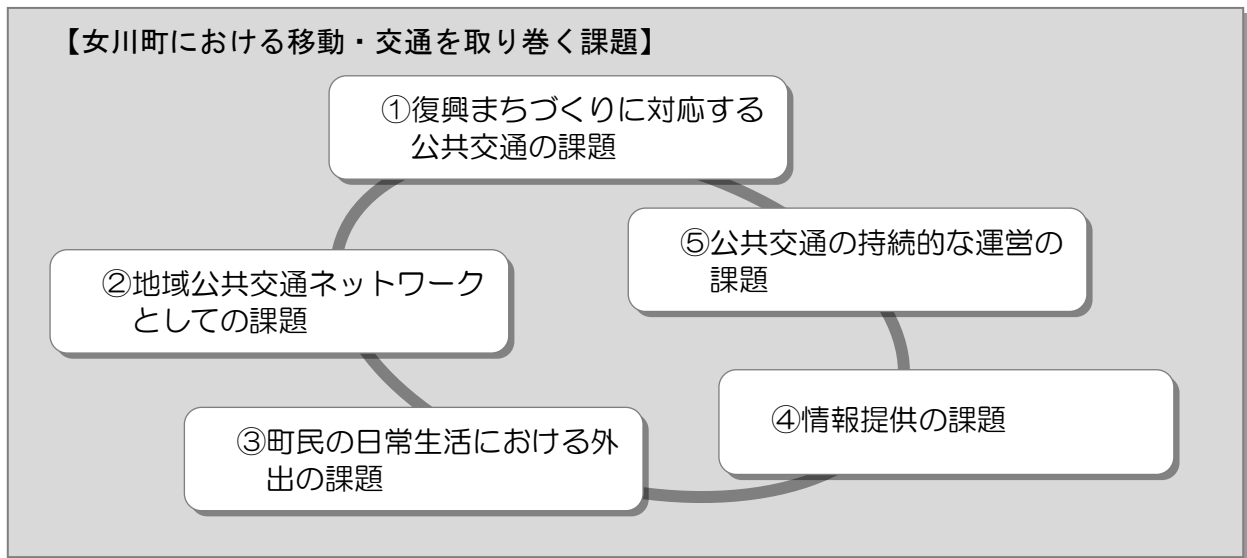 【女川町における移動・交通を取り巻く課題】
①復興まちづくりに対応する
公共交通の課題
②地域公共交通ネットワーク
としての課題
③町民の日常生活における外
出の課題
④情報提供の課題
⑤公共交通の持続的な運営の
課題